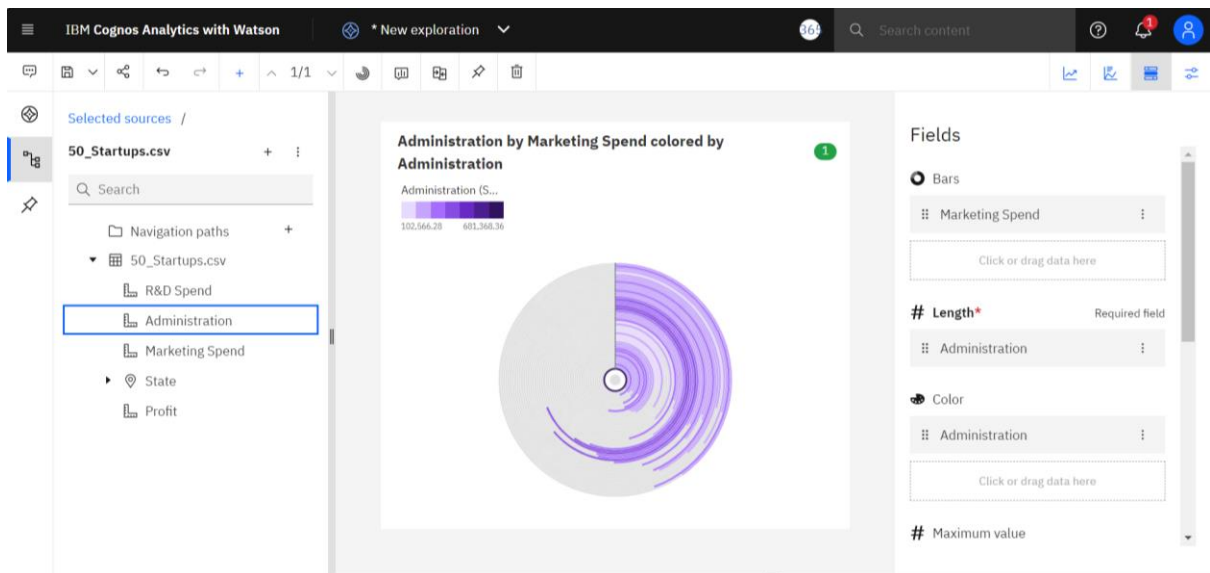 IBM Cognos Analytics with Watson
* New exploration
365
Search content
1
1/1
Selected sources /
50_Startups.csv
Search
Navigation paths
50_Startups.csv
R&D Spend
Administration
Marketing Spend
State
Profit
Administration by Marketing Spend colored by
Administration
1
Administration (S...
102,666.28 601,368.36
Fields
Bars
Marketing Spend
Click or drag data here
# Length* Required field
Administration
Color
Administration
Click or drag data here
# Maximum value